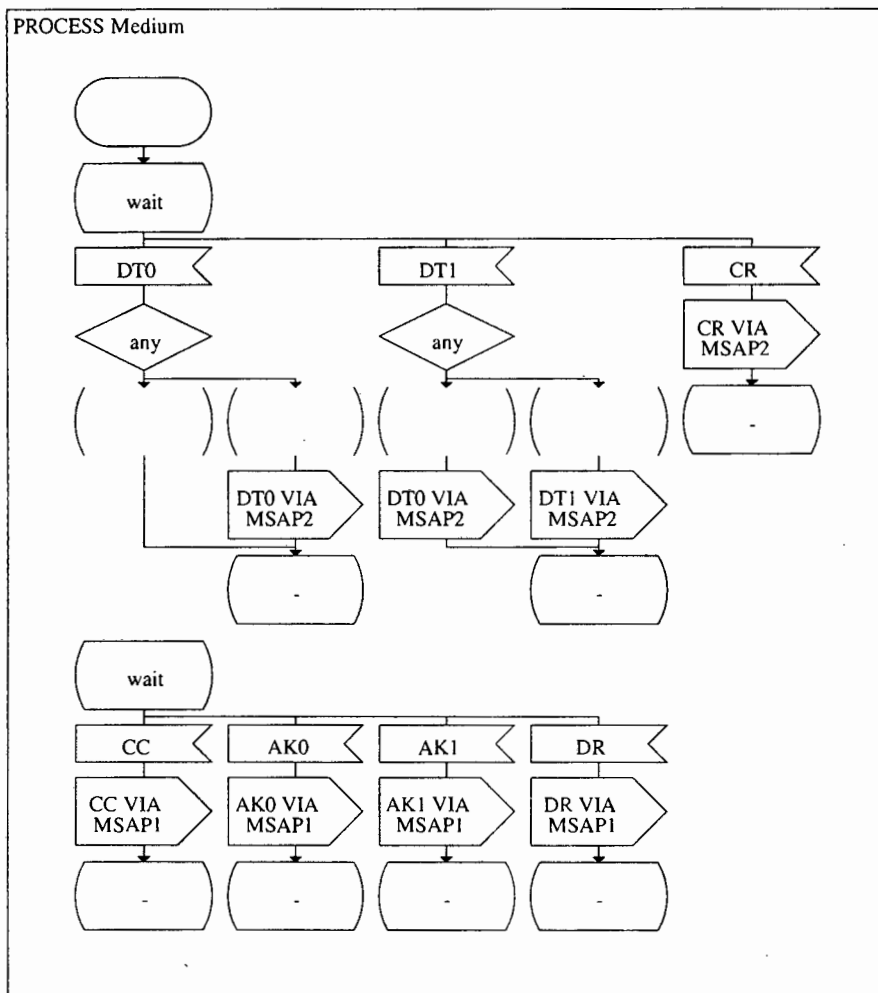 PROCESS Medium
wait
DT0
DT1
CR
any
any
CR VIA
MSAP2
-
DT0 VIA
MSAP2
DT0 VIA
MSAP2
DT1 VIA
MSAP2
-
-
wait
CC
AK0
AK1
DR
CC VIA
MSAP1
AK0 VIA
MSAP1
AK1 VIA
MSAP1
DR VIA
MSAP1
-
-
-
-